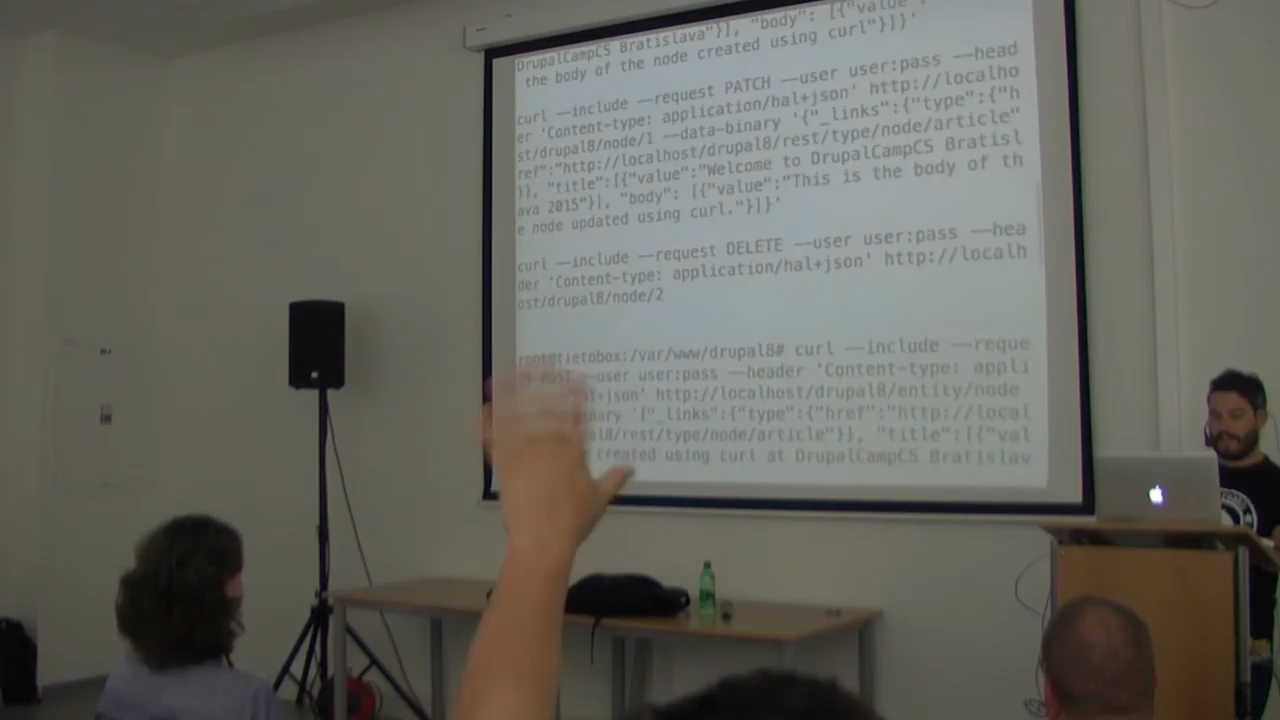 DrupalCampCS Bratislava"}], "body": [{"value":"
the body of the node created using curl"}]}'
curl --include --request PATCH --user user:pass --head
er 'Content-type: application/hal+json' http://localho
st/drupal8/node/1 --data-binary '{"_links":{"type":{"h
ref":"http://localhost/drupal8/rest/type/node/article"
}}, "title":[{"value":"Welcome to DrupalCampCS Bratisl
ava 2015"}], "body": [{"value":"This is the body of th
e node updated using curl."}]}'
curl --include --request DELETE --user user:pass --hea
der 'Content-type: application/hal+json' http://localh
ost/drupal8/node/2
root@tietobox:/var/www/drupal8# curl --include --reque
POST --user user:pass --header 'Content-type: appli
hal+json' http://localhost/drupal8/entity/node
'{"_links":{"type":{"href":"http://local
al8/rest/type/node/article"}}, "title":[{"val
created using curl at DrupalCampCS Bratislav